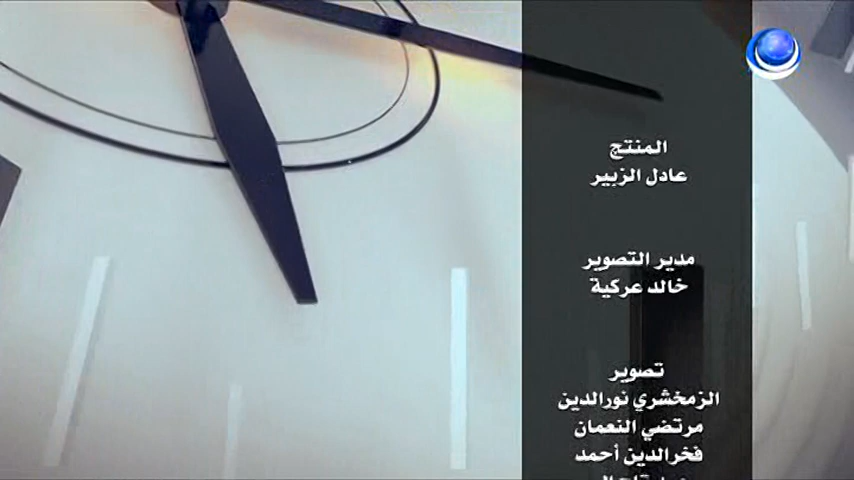 المنتج
عادل الزبير
مدير التصوير
خالد عركية
تصوير
الزمخشري نورالدين
مرتضي النعمان
فخرالدين أحمد